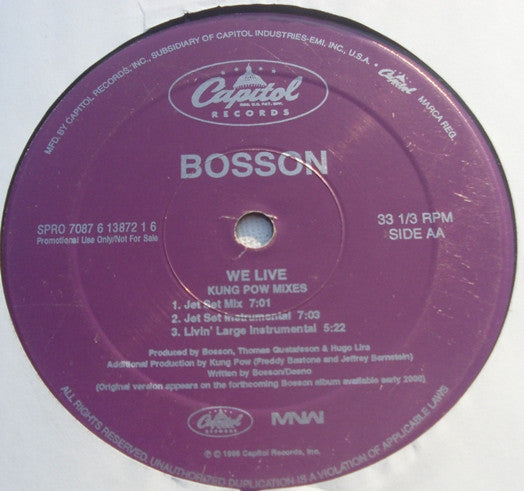 MFD. BY CAPITOL RECORDS, INC., SUBSIDIARY OF CAPITOL INDUSTRIES-EMI, INC., U.S.A. • Capitol MARCA REG.
Capitol
REG. U.S. PAT. OFF.
RECORDS
BOSSON
SPRO 7087 6 13872 1 6
Promotional Use Only/Not For Sale
33 1/3 RPM
SIDE AA
WE LIVE
KUNG POW MIXES
1. Jet Set Mix 7:01
2. Jet Set Instrumental 7:03
3. Livin' Large Instrumental 5:22
Produced by Bosson, Thomas Gustafsson & Hugo Lira
Additional Production by Kung Pow (Freddy Bastone and Jeffrey Bernstein)
Written by Bosson/Deeno
(Original version appears on the forthcoming Bosson album available early 2000)
Capitol
RECORDS
MNW
℗ © Capitol Records, Inc.
ALL RIGHTS RESERVED. UNAUTHORIZED DUPLICATION IS A VIOLATION OF APPLICABLE LAWS